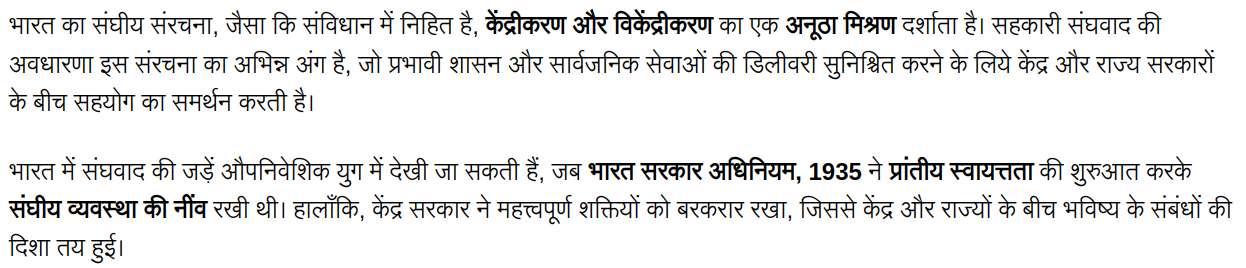 भारत का संघीय संरचना, जैसा कि संविधान में निहित है, केंद्रीकरण और विकेंद्रीकरण का एक अनूठा मिश्रण दर्शाता है। सहकारी संघवाद की
अवधारणा इस संरचना का अभिन्न अंग है, जो प्रभावी शासन और सार्वजनिक सेवाओं की डिलीवरी सुनिश्चित करने के लिये केंद्र और राज्य सरकारों
के बीच सहयोग का समर्थन करती है।
भारत में संघवाद की जड़ें औपनिवेशिक युग में देखी जा सकती हैं, जब भारत सरकार अधिनियम, 1935 ने प्रांतीय स्वायत्तता की शुरुआत करके
संघीय व्यवस्था की नींव रखी थी। हालाँकि, केंद्र सरकार ने महत्त्वपूर्ण शक्तियों को बरकरार रखा, जिससे केंद्र और राज्यों के बीच भविष्य के संबंधों की
दिशा तय हुई।